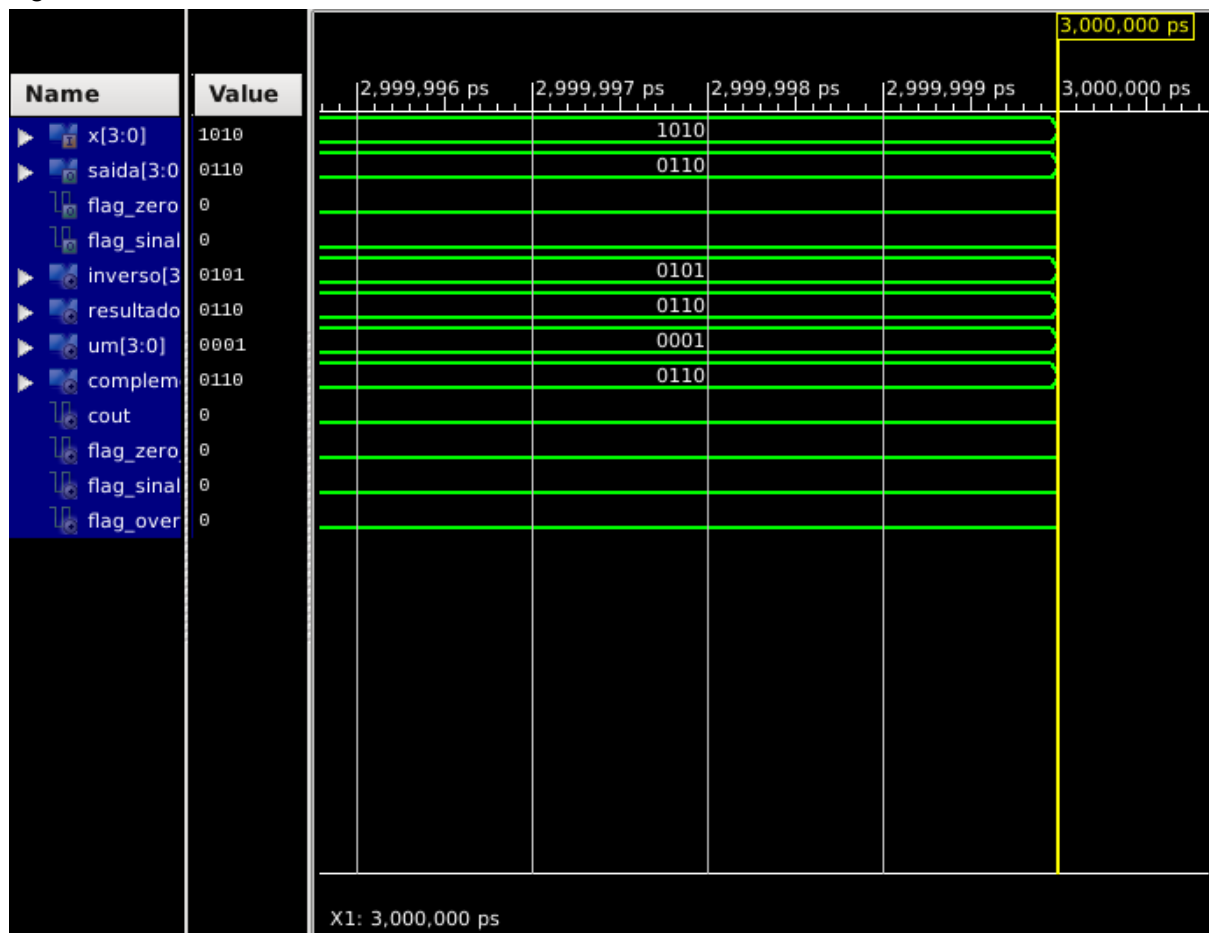 3,000,000 ps
Name Value 2,999,996 ps 2,999,997 ps 2,999,998 ps 2,999,999 ps 3,000,000 ps
x[3:0] 1010 1010
saida[3:0 0110 0110
flag_zero 0
flag_sinal 0
inverso[3 0101 0101
resultado 0110 0110
um[3:0] 0001 0001
complem 0110 0110
cout 0
flag_zero_ 0
flag_sinal 0
flag_over 0
X1: 3,000,000 ps